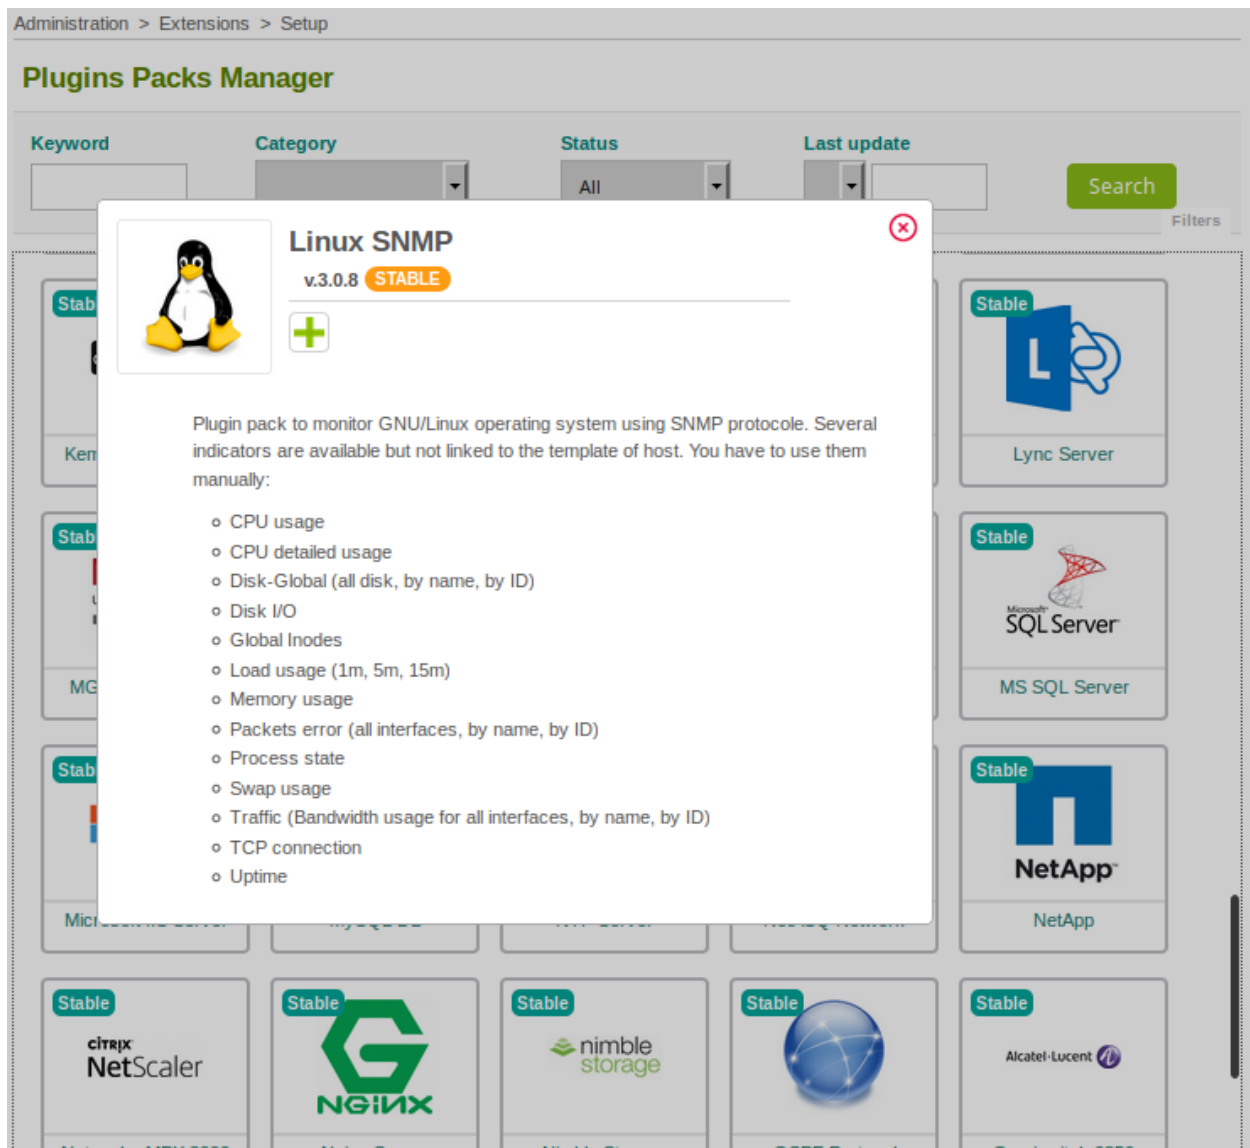 Administration > Extensions > Setup
Plugins Packs Manager
Keyword Category Status Last update
All
Search
Filters
Linux SNMP
v.3.0.8 STABLE
Plugin pack to monitor GNU/Linux operating system using SNMP protocole. Several
indicators are available but not linked to the template of host. You have to use them
manually:
CPU usage
CPU detailed usage
Disk-Global (all disk, by name, by ID)
Disk I/O
Global Inodes
Load usage (1m, 5m, 15m)
Memory usage
Packets error (all interfaces, by name, by ID)
Process state
Swap usage
Traffic (Bandwidth usage for all interfaces, by name, by ID)
TCP connection
Uptime
Stab
Kem
Stable
L
Lync Server
Stab
MG
Stable
Microsoft
SQL Server
MS SQL Server
Stab
Stable
n
NetApp
NetApp
Stable
CITRIX
NetScaler
Stable
NGINX
Stable
nimble
storage
Stable
Stable
Alcatel·Lucent